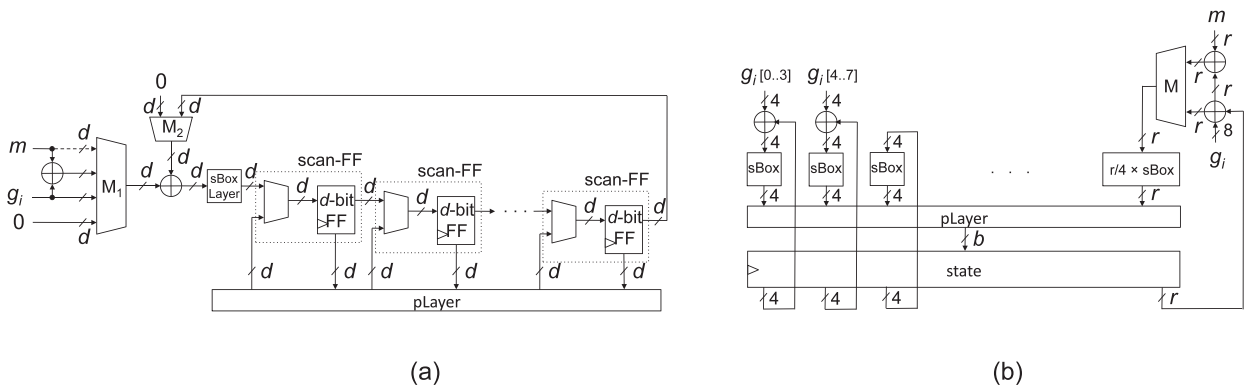 0
d
d
M₂
m
d
d
M₁
d
d
d
sBox
Layer
d
gᵢ
0
d
scan-FF
d
d-bit
FF
d
scan-FF
d
d-bit
FF
scan-FF
d
d-bit
FF
d
d
d
d
d
d
d
pLayer
(a)
gᵢ [0..3]
gᵢ [4..7]
4
4
4
4
4
sBox
sBox
sBox
4
4
4
. . .
m
r
r
M
r
r
8
gᵢ
r
r/4 × sBox
r
pLayer
b
state
4
4
4
r
(b)